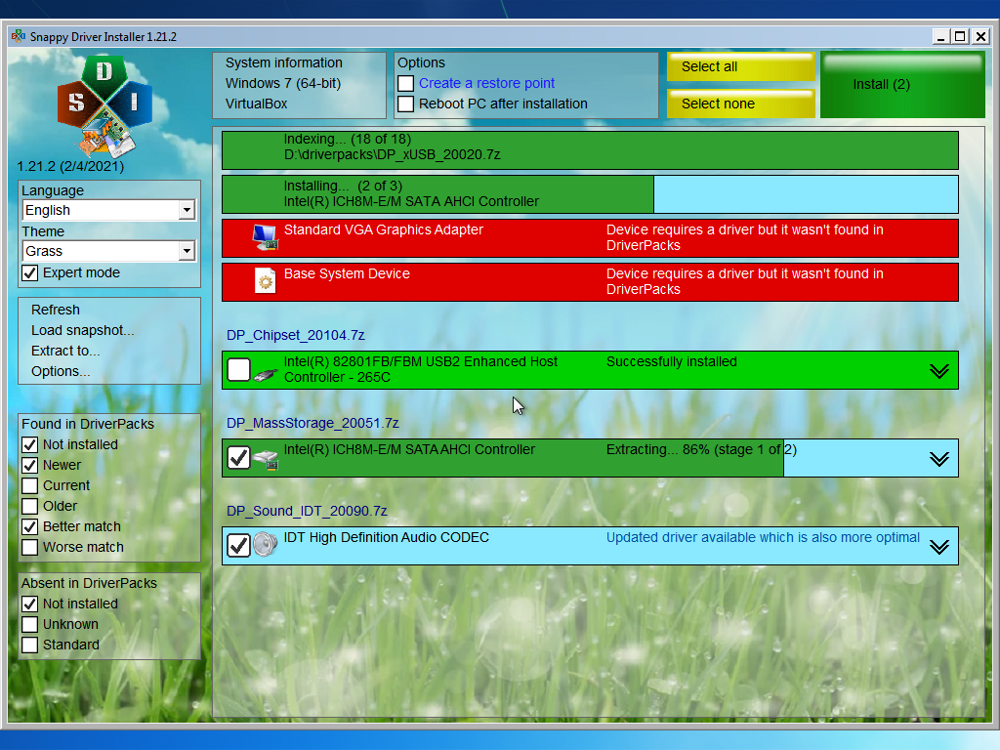 Snappy Driver Installer 1.21.2
D
S I
1.21.2 (2/4/2021)
Language
English
Theme
Grass
Expert mode
Refresh
Load snapshot...
Extract to...
Options...
Found in DriverPacks
Not installed
Newer
Current
Older
Better match
Worse match
Absent in DriverPacks
Not installed
Unknown
Standard
System information
Windows 7 (64-bit)
VirtualBox
Options
Create a restore point
Reboot PC after installation
Select all
Select none
Install (2)
Indexing... (18 of 18)
D:\driverpacks\DP_xUSB_20020.7z
Installing... (2 of 3)
Intel(R) ICH8M-E/M SATA AHCI Controller
Standard VGA Graphics Adapter
Device requires a driver but it wasn't found in
DriverPacks
Base System Device
Device requires a driver but it wasn't found in
DriverPacks
DP_Chipset_20104.7z
Intel(R) 82801FB/FBM USB2 Enhanced Host
Controller - 265C
Successfully installed
DP_MassStorage_20051.7z
Intel(R) ICH8M-E/M SATA AHCI Controller
Extracting... 86% (stage 1 of 2)
DP_Sound_IDT_20090.7z
IDT High Definition Audio CODEC
Updated driver available which is also more optimal